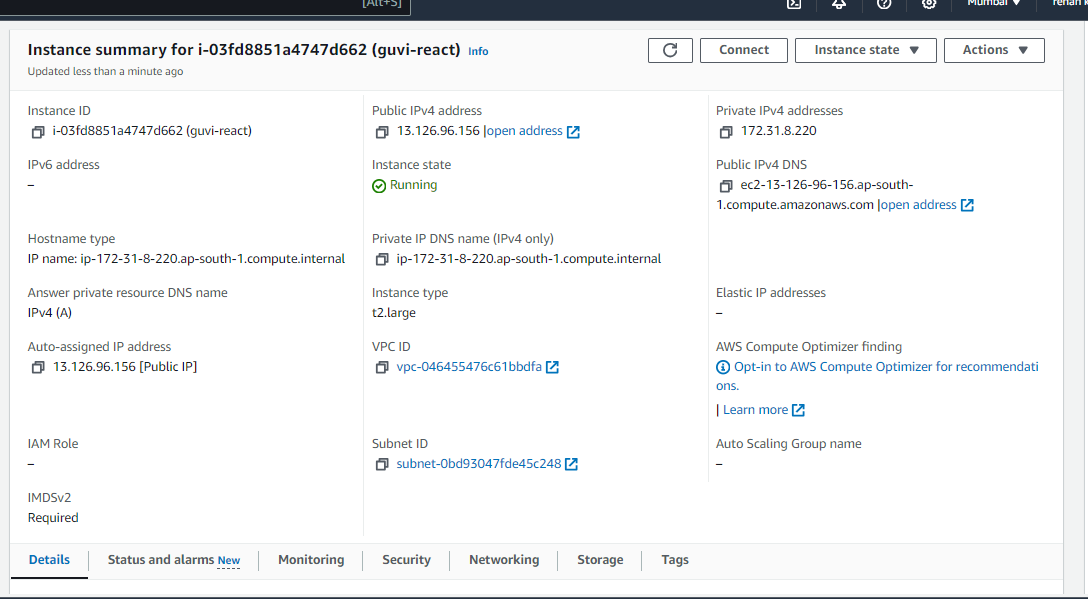 [Alt+S]
Mumbai
rehan k
Instance summary for i-03fd8851a4747d662 (guvi-react) Info
Updated less than a minute ago
Connect
Instance state
Actions
Instance ID
i-03fd8851a4747d662 (guvi-react)
Public IPv4 address
13.126.96.156 |open address
Private IPv4 addresses
172.31.8.220
IPv6 address
–
Instance state
Running
Public IPv4 DNS
ec2-13-126-96-156.ap-south-
1.compute.amazonaws.com |open address
Hostname type
IP name: ip-172-31-8-220.ap-south-1.compute.internal
Private IP DNS name (IPv4 only)
ip-172-31-8-220.ap-south-1.compute.internal
Answer private resource DNS name
IPv4 (A)
Instance type
t2.large
Elastic IP addresses
–
Auto-assigned IP address
13.126.96.156 [Public IP]
VPC ID
vpc-046455476c61bbdfa
AWS Compute Optimizer finding
Opt-in to AWS Compute Optimizer for recommendati
ons.
| Learn more
IAM Role
–
Subnet ID
subnet-0bd93047fde45c248
Auto Scaling Group name
–
IMDSv2
Required
Details
Status and alarms New
Monitoring
Security
Networking
Storage
Tags